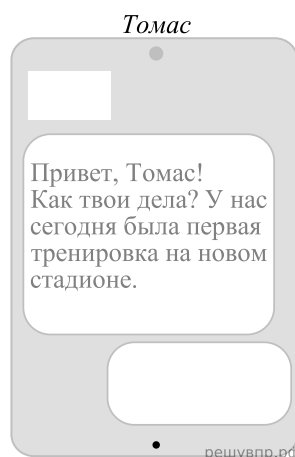 Томас
Привет, Томас!
Как твои дела? У нас
сегодня была первая
тренировка на новом
стадионе.
решувпр.рф